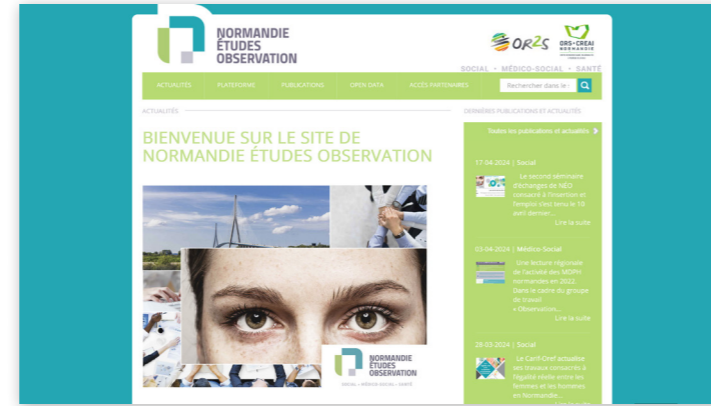 NORMANDIE
ÉTUDES
OBSERVATION
OR2S
ORS-CREAI
NORMANDIE
SOCIAL • MÉDICO-SOCIAL • SANTÉ
ACTUALITÉS
PLATEFORME
PUBLICATIONS
OPEN DATA
ACCÈS PARTENAIRES
Rechercher dans le
ACTUALITÉS
BIENVENUE SUR LE SITE DE
NORMANDIE ÉTUDES OBSERVATION
NORMANDIE
ÉTUDES
OBSERVATION
SOCIAL • MÉDICO-SOCIAL • SANTÉ
DERNIÈRES PUBLICATIONS ET ACTUALITÉS
Toutes les publications et actualités
17-04-2024 | Social
Le second séminaire
d'échanges de NEO
consacré à l'insertion et
l'emploi s'est tenu le 18
avril dernier...
Lire la suite
03-04-2024 | Médico-Social
Une lecture régionale
de l'activité des MDPH
normandes en 2022
Dans le cadre du groupe
de travail
« Observation...
Lire la suite
28-03-2024 | Social
Le Carif-Oref actualise
ses travaux consacrés à
l'égalité réelle entre les
femmes et les hommes
en Normandie...
Lire la suite